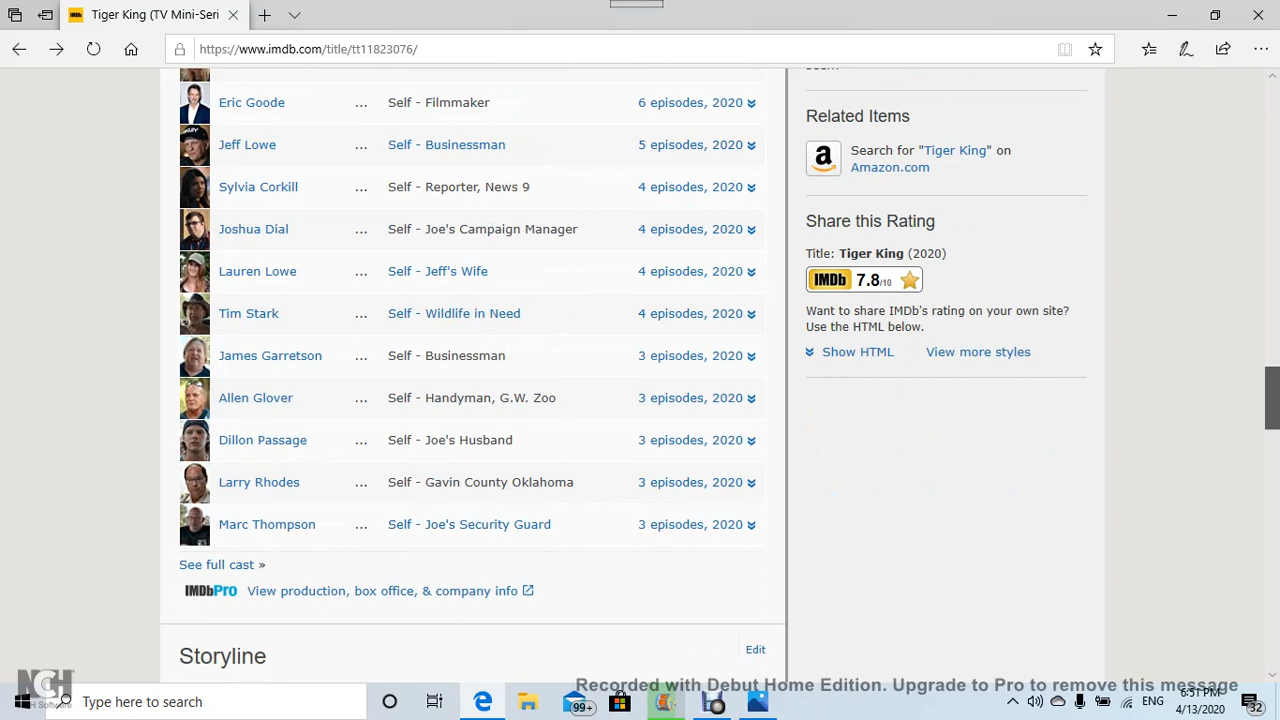 Tiger King (TV Mini-Seri
https://www.imdb.com/title/tt11823076/
Eric Goode ... Self - Filmmaker 6 episodes, 2020
Jeff Lowe ... Self - Businessman 5 episodes, 2020
Sylvia Corkill ... Self - Reporter, News 9 4 episodes, 2020
Joshua Dial ... Self - Joe's Campaign Manager 4 episodes, 2020
Lauren Lowe ... Self - Jeff's Wife 4 episodes, 2020
Tim Stark ... Self - Wildlife in Need 4 episodes, 2020
James Garretson ... Self - Businessman 3 episodes, 2020
Allen Glover ... Self - Handyman, G.W. Zoo 3 episodes, 2020
Dillon Passage ... Self - Joe's Husband 3 episodes, 2020
Larry Rhodes ... Self - Gavin County Oklahoma 3 episodes, 2020
Marc Thompson ... Self - Joe's Security Guard 3 episodes, 2020
See full cast »
IMDbPro View production, box office, & company info
Storyline Edit
Related Items
a Search for "Tiger King" on
Amazon.com
Share this Rating
Title: Tiger King (2020)
IMDb 7.8/10
Want to share IMDb's rating on your own site?
Use the HTML below.
Show HTML View more styles
Recorded with Debut Home Edition. Upgrade to Pro to remove this message
NCH
NCH Software
Type here to search
99+
ENG
6:51 PM
4/13/2020
32